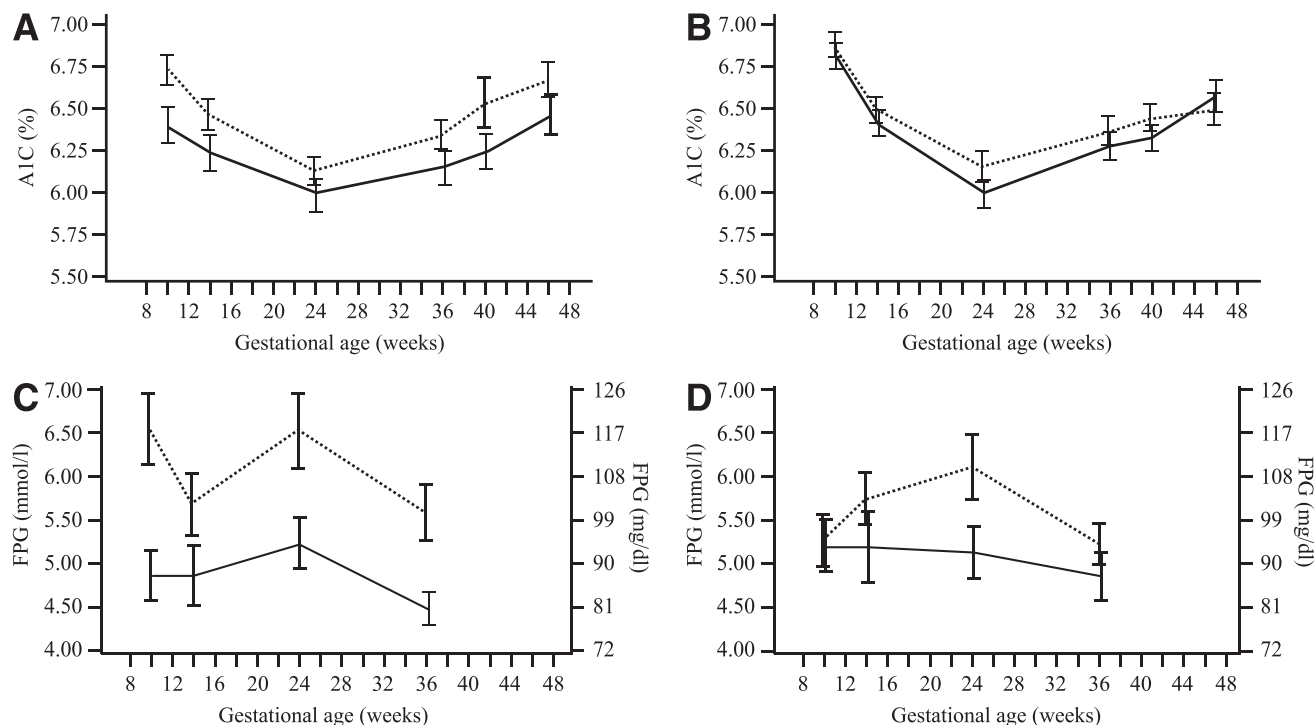 A
A1C (%)
7.00
6.75
6.50
6.25
6.00
5.75
5.50
8 12 16 20 24 28 32 36 40 44 48
Gestational age (weeks)
B
A1C (%)
7.00
6.75
6.50
6.25
6.00
5.75
5.50
8 12 16 20 24 28 32 36 40 44 48
Gestational age (weeks)
C
FPG (mmol/l)
7.00
6.50
6.00
5.50
5.00
4.50
4.00
126
117
108
99
90
81
72
FPG (mg/dl)
8 12 16 20 24 28 32 36 40 44 48
Gestational age (weeks)
D
FPG (mmol/l)
7.00
6.50
6.00
5.50
5.00
4.50
4.00
126
117
108
99
90
81
72
FPG (mg/dl)
8 12 16 20 24 28 32 36 40 44 48
Gestational age (weeks)